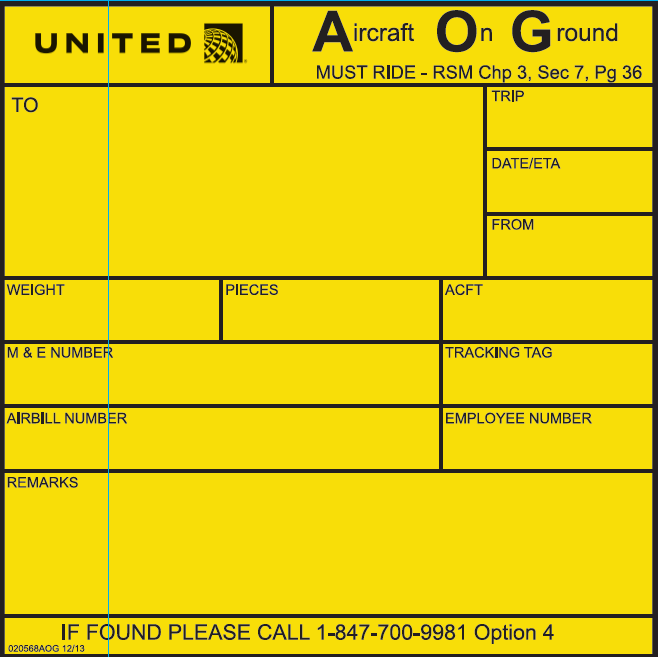 UNITED
Aircraft On Ground
MUST RIDE - RSM Chp 3, Sec 7, Pg 36
TO
TRIP
DATE/ETA
FROM
WEIGHT
PIECES
ACFT
M & E NUMBER
TRACKING TAG
AIRBILL NUMBER
EMPLOYEE NUMBER
REMARKS
IF FOUND PLEASE CALL 1-847-700-9981 Option 4
020568AOG 12/13